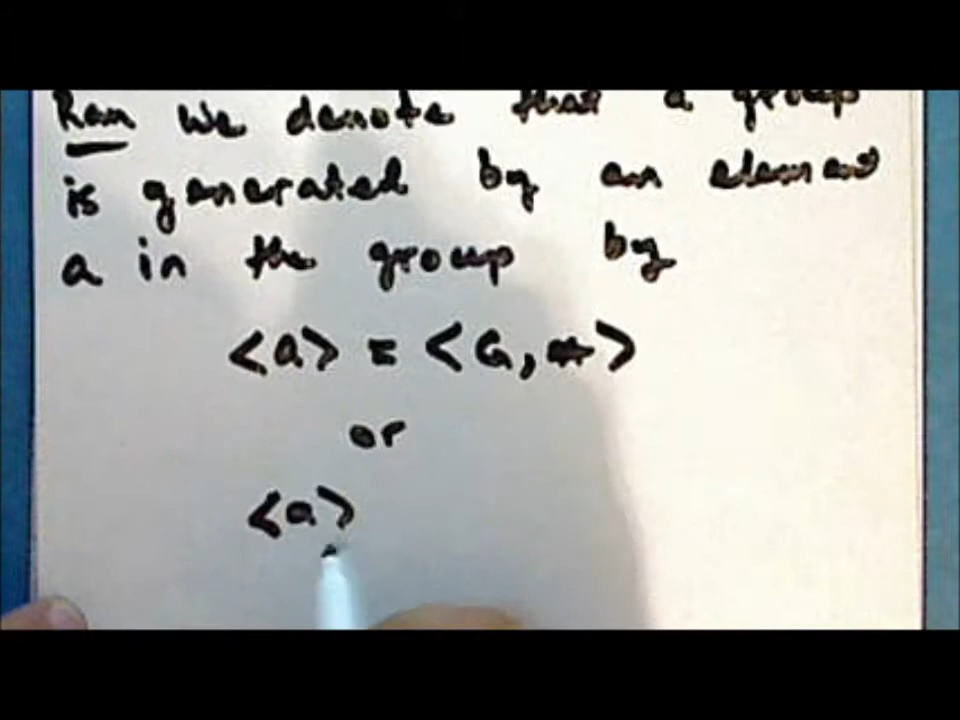 Rem We denote that a group
is generated by an element
a in the group by
<a> = <G, *>
or
<a>